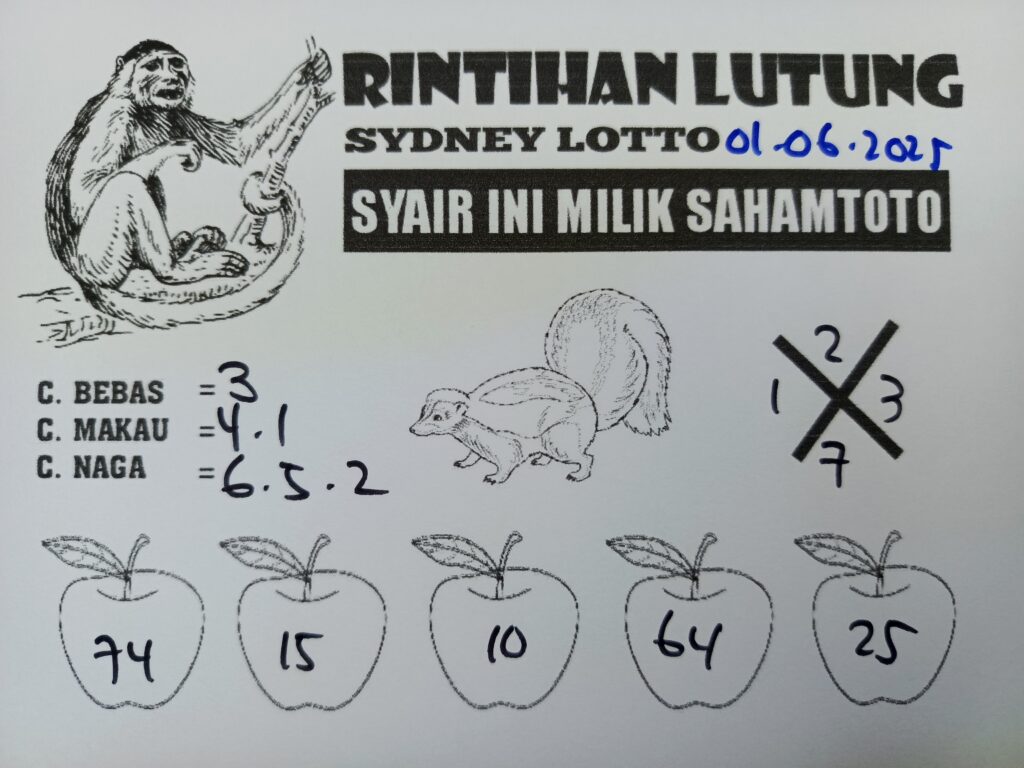 RINTIHAN LUTUNG
SYDNEY LOTTO 01-06.2025
SYAIR INI MILIK SAHAMTOTO
C. BEBAS = 3
C. MAKAU = 4.1
C. NAGA = 6.5.2
2
1 3
7
74 15 10 64 25